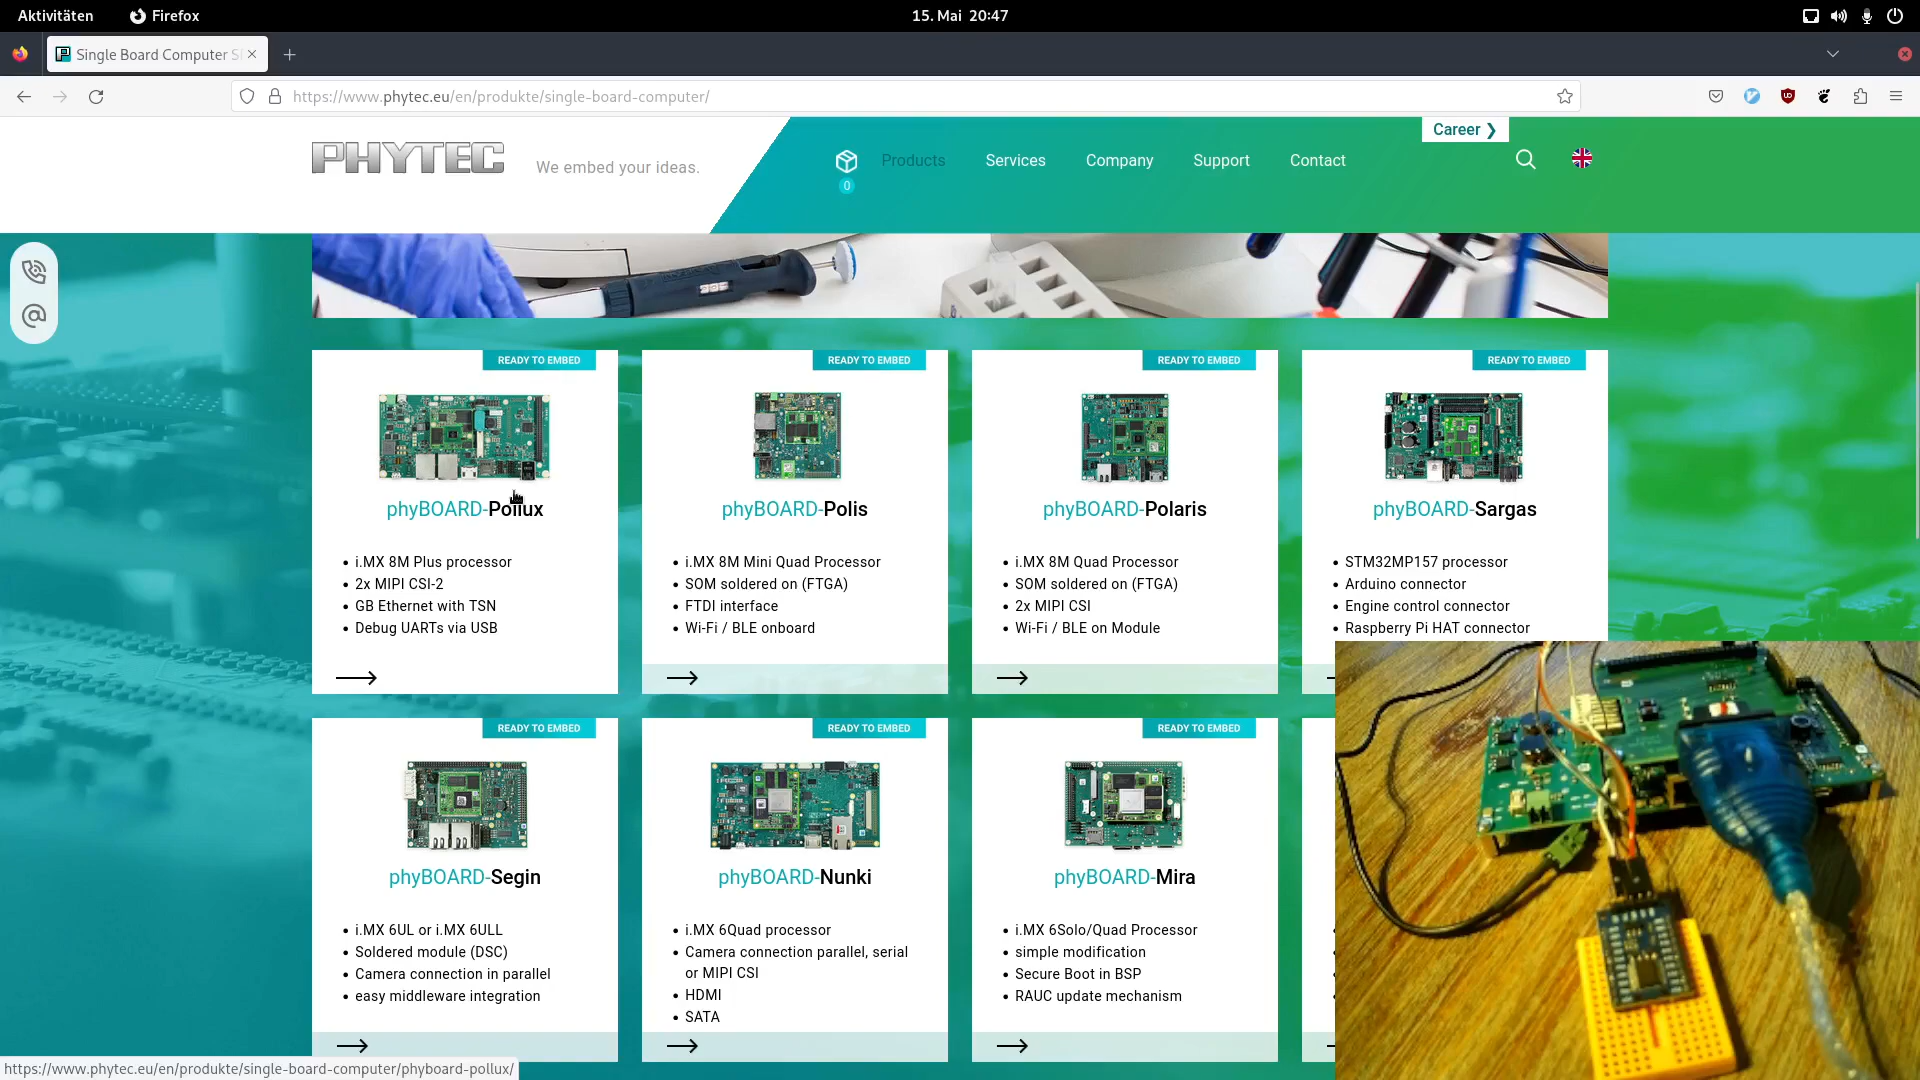 Aktivitäten
Firefox
15. Mai 20:47
Single Board Computer S
https://www.phytec.eu/en/produkte/single-board-computer/
Career ❯
PHYTEC
We embed your ideas.
0
Products
Services
Company
Support
Contact
READY TO EMBED
READY TO EMBED
READY TO EMBED
READY TO EMBED
phyBOARD-Pollux
phyBOARD-Polis
phyBOARD-Polaris
phyBOARD-Sargas
• i.MX 8M Plus processor
• 2x MIPI CSI-2
• GB Ethernet with TSN
• Debug UARTs via USB
• i.MX 8M Mini Quad Processor
• SOM soldered on (FTGA)
• FTDI interface
• Wi-Fi / BLE onboard
• i.MX 8M Quad Processor
• SOM soldered on (FTGA)
• 2x MIPI CSI
• Wi-Fi / BLE on Module
• STM32MP157 processor
• Arduino connector
• Engine control connector
• Raspberry Pi HAT connector
READY TO EMBED
READY TO EMBED
READY TO EMBED
phyBOARD-Segin
phyBOARD-Nunki
phyBOARD-Mira
• i.MX 6UL or i.MX 6ULL
• Soldered module (DSC)
• Camera connection in parallel
• easy middleware integration
• i.MX 6Quad processor
• Camera connection parallel, serial
or MIPI CSI
• HDMI
• SATA
• i.MX 6Solo/Quad Processor
• simple modification
• Secure Boot in BSP
• RAUC update mechanism
https://www.phytec.eu/en/produkte/single-board-computer/phyboard-pollux/